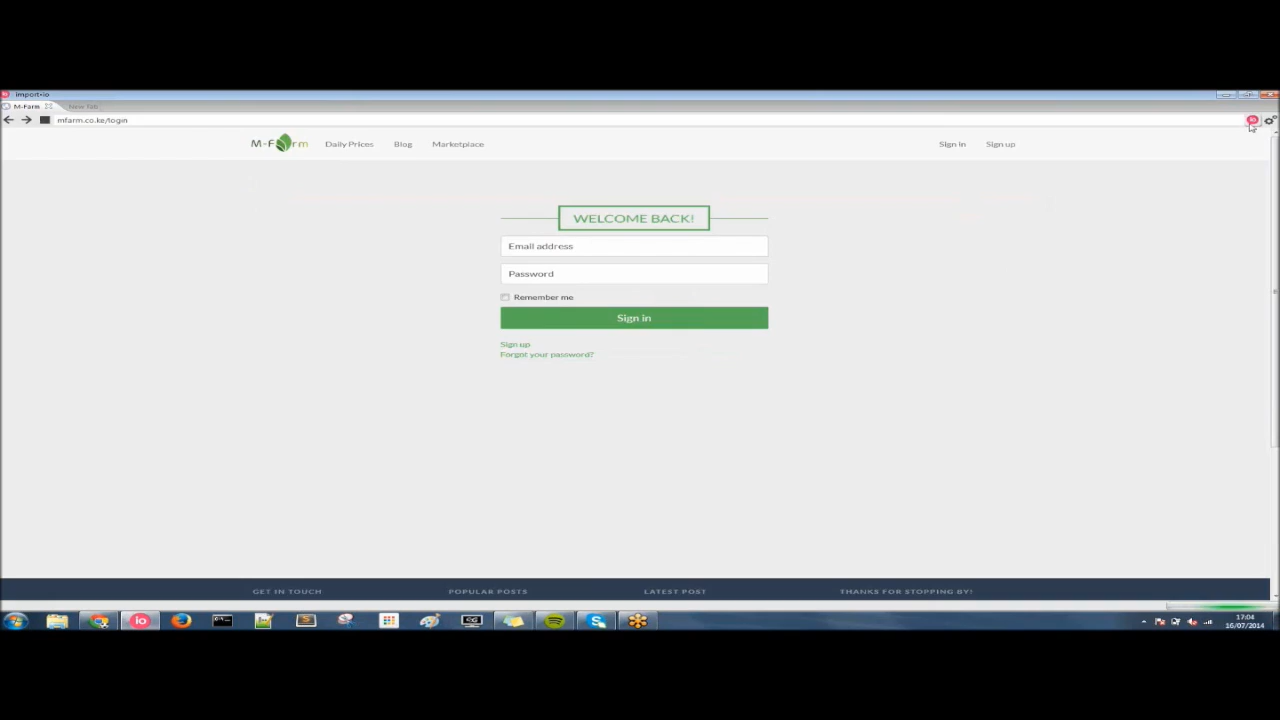 import•io
M-Farm
New Tab
mfarm.co.ke/login
M-Farm
Daily Prices
Blog
Marketplace
Sign in
Sign up
WELCOME BACK!
Email address
Password
Remember me
Sign in
Sign up
Forgot your password?
GET IN TOUCH
POPULAR POSTS
LATEST POST
THANKS FOR STOPPING BY!
io
17:04
16/07/2014